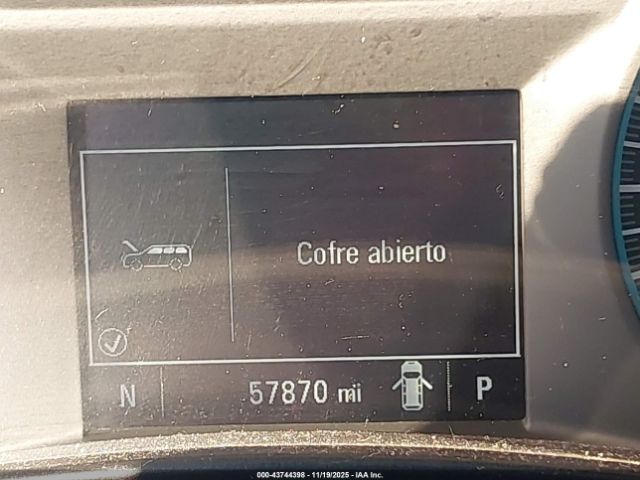 Cofre abierto
N 57870 mi P
000-43744398 - 11/19/2025 - IAA Inc.